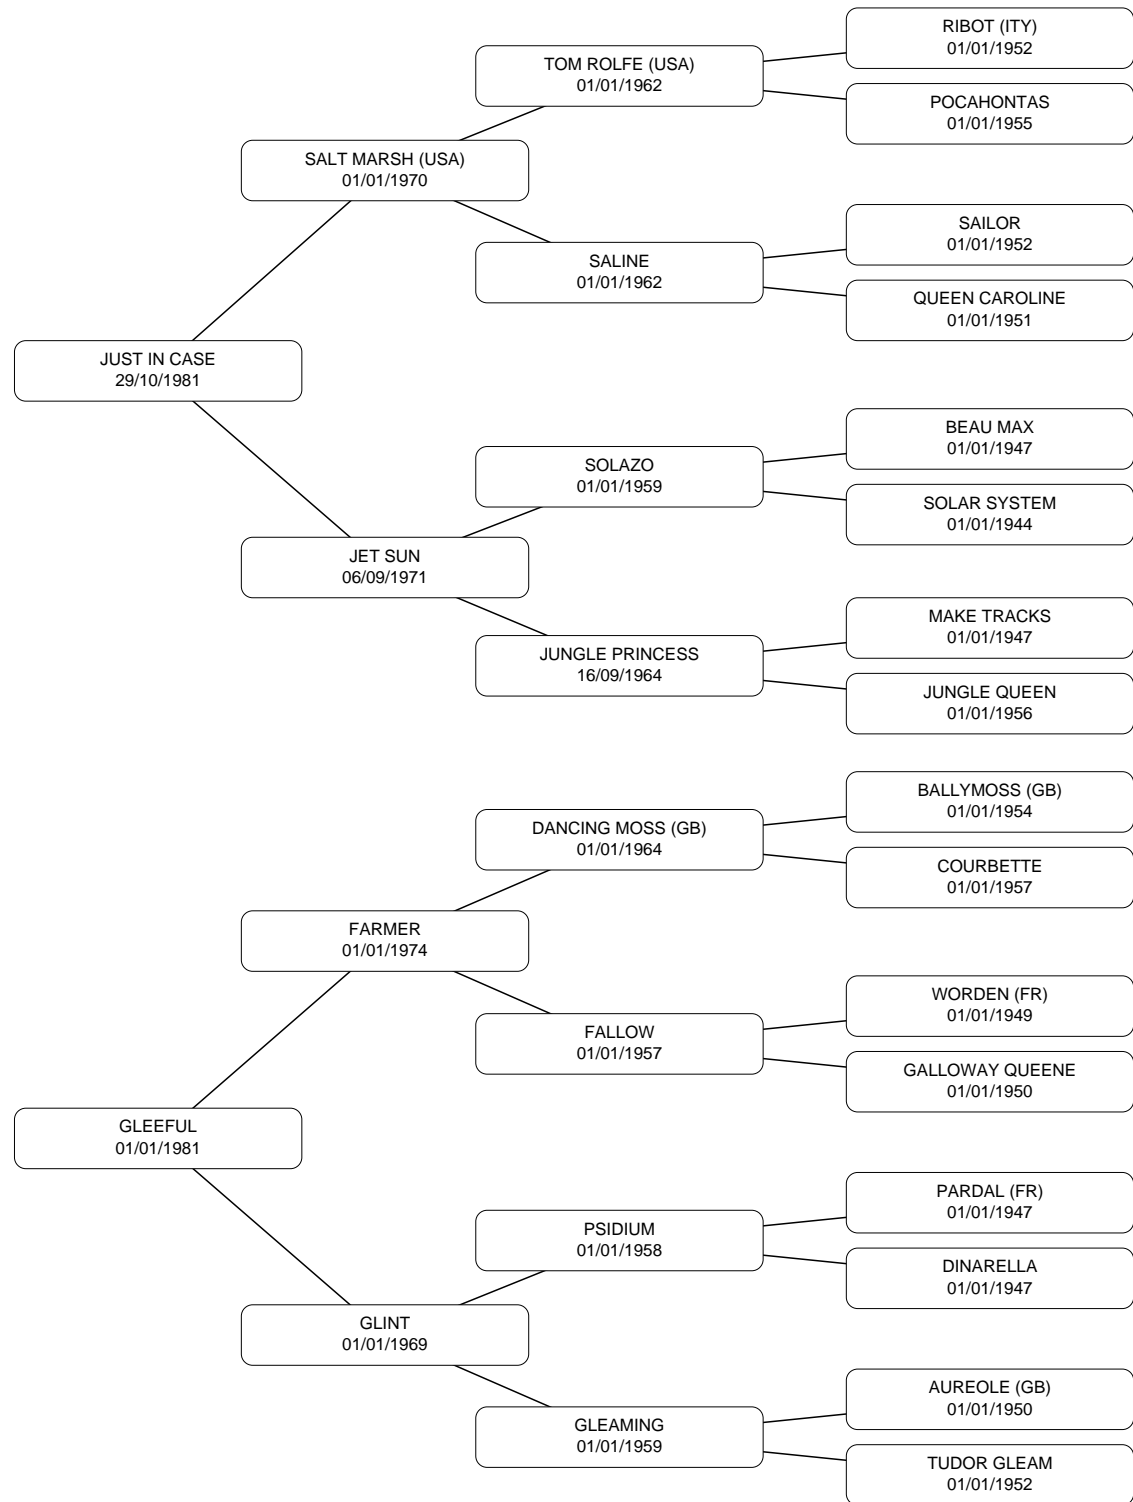 RIBOT (ITY)
01/01/1952
TOM ROLFE (USA)
01/01/1962
POCAHONTAS
01/01/1955
SALT MARSH (USA)
01/01/1970
SAILOR
01/01/1952
SALINE
01/01/1962
QUEEN CAROLINE
01/01/1951
JUST IN CASE
29/10/1981
BEAU MAX
01/01/1947
SOLAZO
01/01/1959
SOLAR SYSTEM
01/01/1944
JET SUN
06/09/1971
MAKE TRACKS
01/01/1947
JUNGLE PRINCESS
16/09/1964
JUNGLE QUEEN
01/01/1956
BALLYMOSS (GB)
01/01/1954
DANCING MOSS (GB)
01/01/1964
COURBETTE
01/01/1957
FARMER
01/01/1974
WORDEN (FR)
01/01/1949
FALLOW
01/01/1957
GALLOWAY QUEENE
01/01/1950
GLEEFUL
01/01/1981
PARDAL (FR)
01/01/1947
PSIDIUM
01/01/1958
DINARELLA
01/01/1947
GLINT
01/01/1969
AUREOLE (GB)
01/01/1950
GLEAMING
01/01/1959
TUDOR GLEAM
01/01/1952